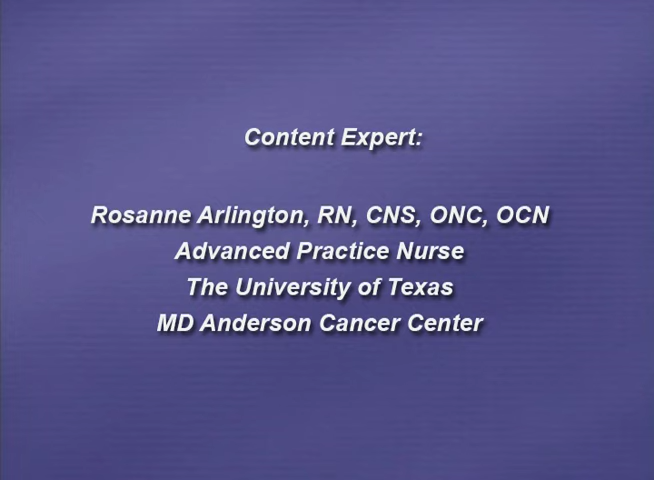 Content Expert:
Rosanne Arlington, RN, CNS, ONC, OCN
Advanced Practice Nurse
The University of Texas
MD Anderson Cancer Center